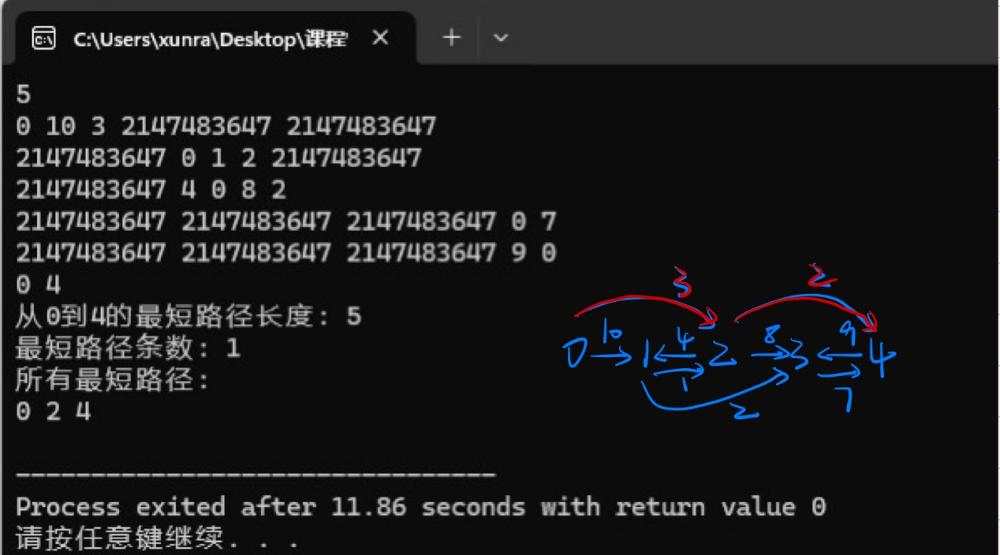 C:\Users\xunra\Desktop\课程
5
0 10 3 2147483647 2147483647
2147483647 0 1 2 2147483647
2147483647 4 0 8 2
2147483647 2147483647 2147483647 0 7
2147483647 2147483647 2147483647 9 0
0 4
从0到4的最短路径长度: 5
最短路径条数: 1
所有最短路径:
0 2 4
3 2
10 4 8 9
0 1 2 3 4
1 7
2
--------------------------------
Process exited after 11.86 seconds with return value 0
请按任意键继续. . .